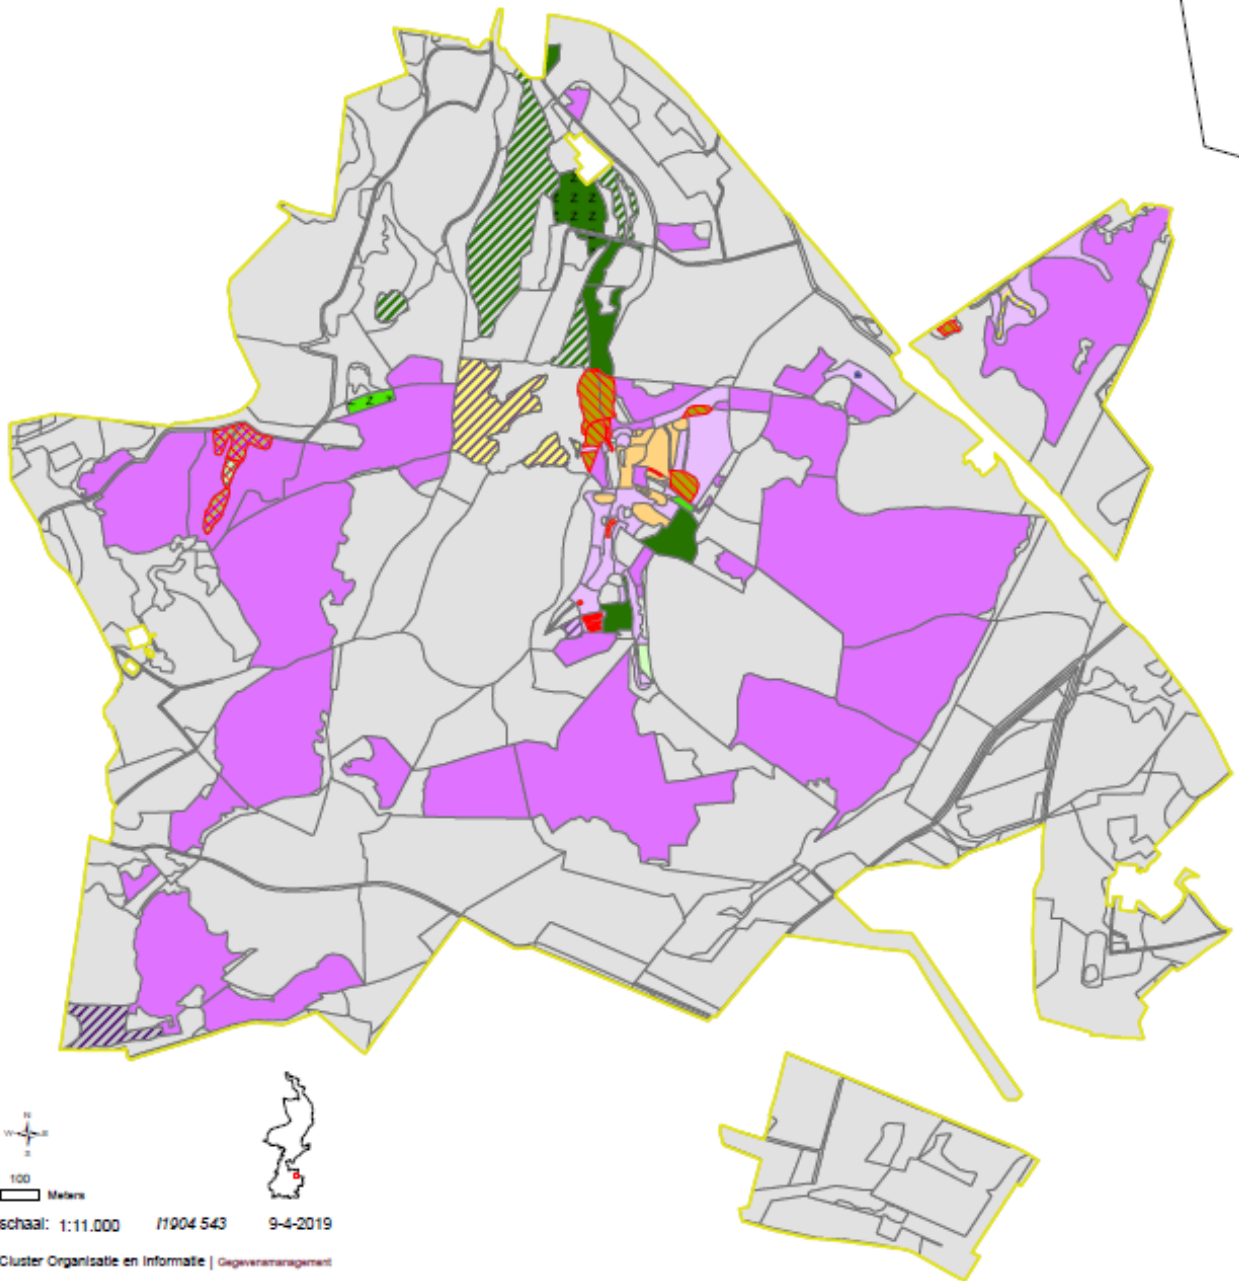 Z Z
Z Z
Z
N
W E
S
100
Meters
schaal: 1:11.000 I1904 543 9-4-2019
Cluster Organisatie en Informatie | Gegevensmanagement